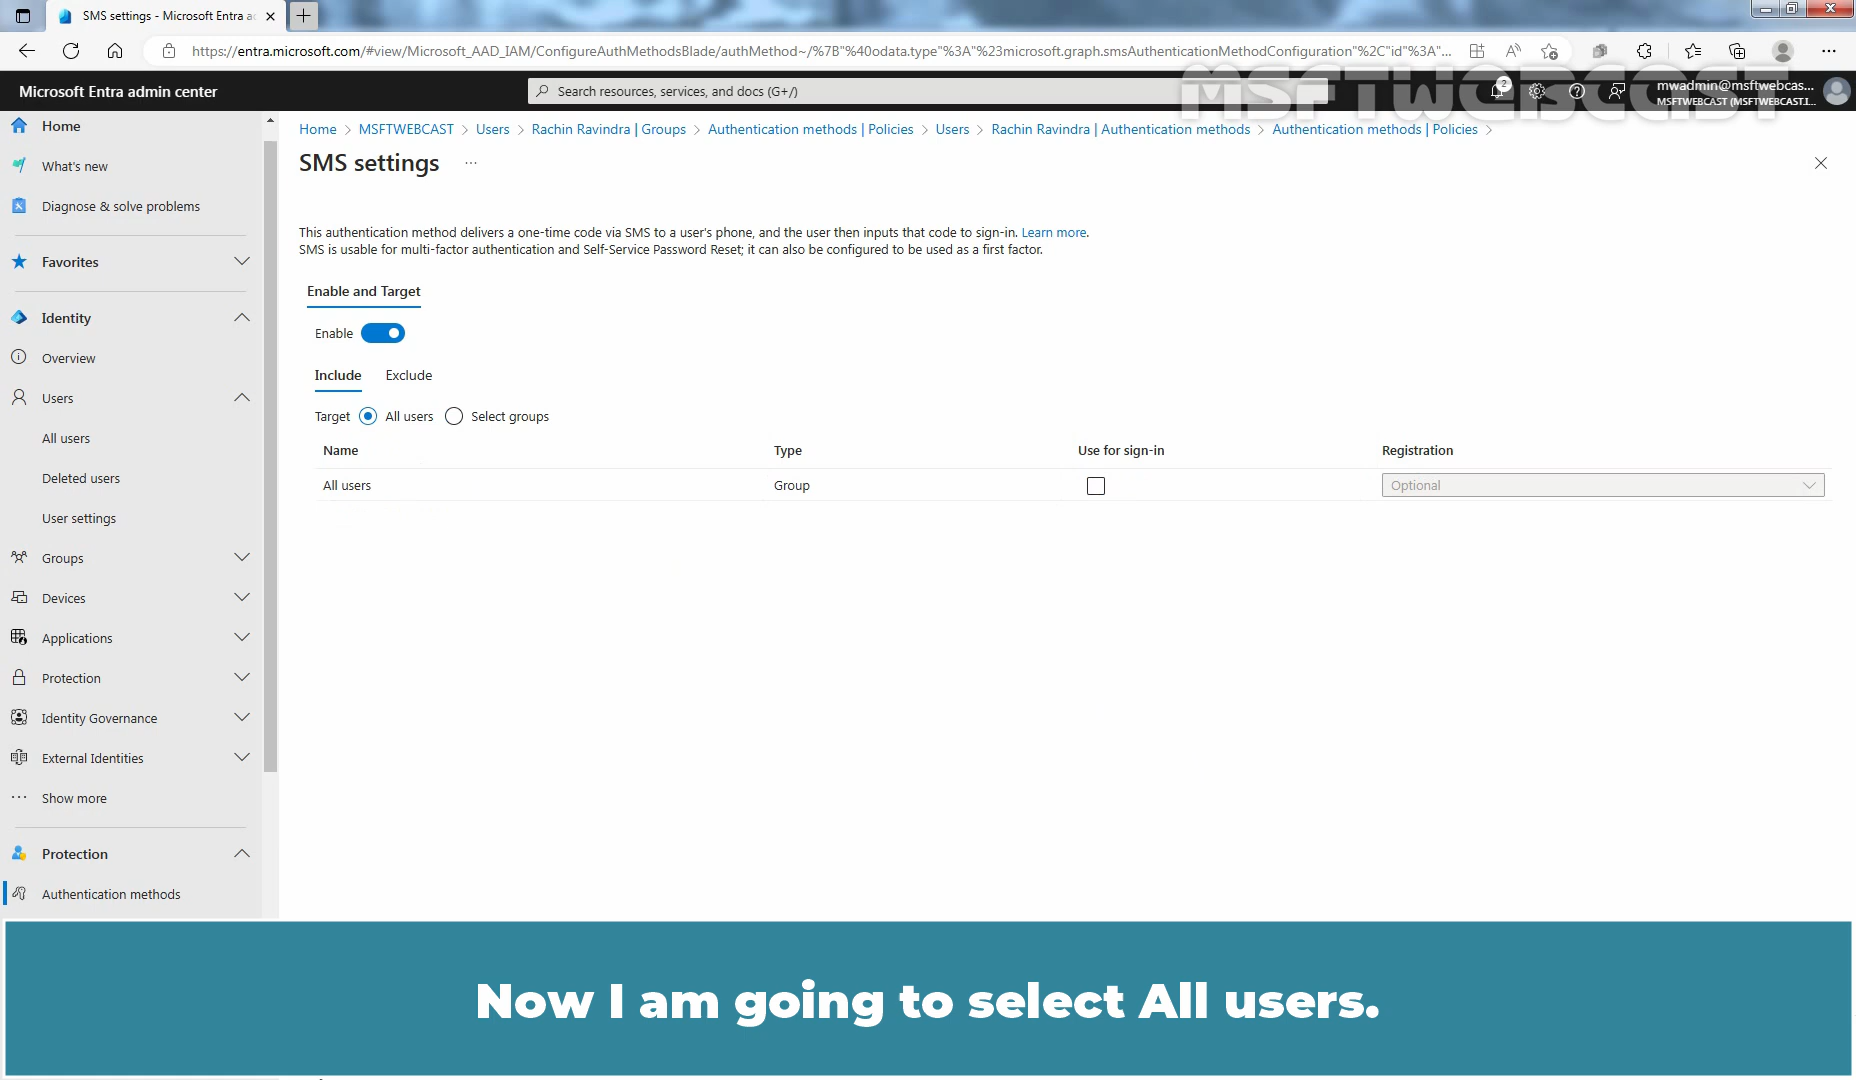 SMS settings - Microsoft Entra ac
https://entra.microsoft.com/#view/Microsoft_AAD_IAM/ConfigureAuthMethodsBlade/authMethod~/%7B"%40odata.type"%3A"%23microsoft.graph.smsAuthenticationMethodConfiguration"%2C"id"%3A"...
MSFTWEBCAST
Microsoft Entra admin center
Search resources, services, and docs (G+/)
2
mwadmin@msftwebcas...
MSFTWEBCAST (MSFTWEBCAST.I...
Home
What's new
Diagnose & solve problems
Favorites
Identity
Overview
Users
All users
Deleted users
User settings
Groups
Devices
Applications
Protection
Identity Governance
External Identities
Show more
Protection
Authentication methods
Home > MSFTWEBCAST > Users > Rachin Ravindra | Groups > Authentication methods | Policies > Users > Rachin Ravindra | Authentication methods > Authentication methods | Policies >
SMS settings ...
This authentication method delivers a one-time code via SMS to a user's phone, and the user then inputs that code to sign-in. Learn more.
SMS is usable for multi-factor authentication and Self-Service Password Reset; it can also be configured to be used as a first factor.
Enable and Target
Enable
Include Exclude
Target All users Select groups
Name Type Use for sign-in Registration
All users Group Optional
Now I am going to select All users.